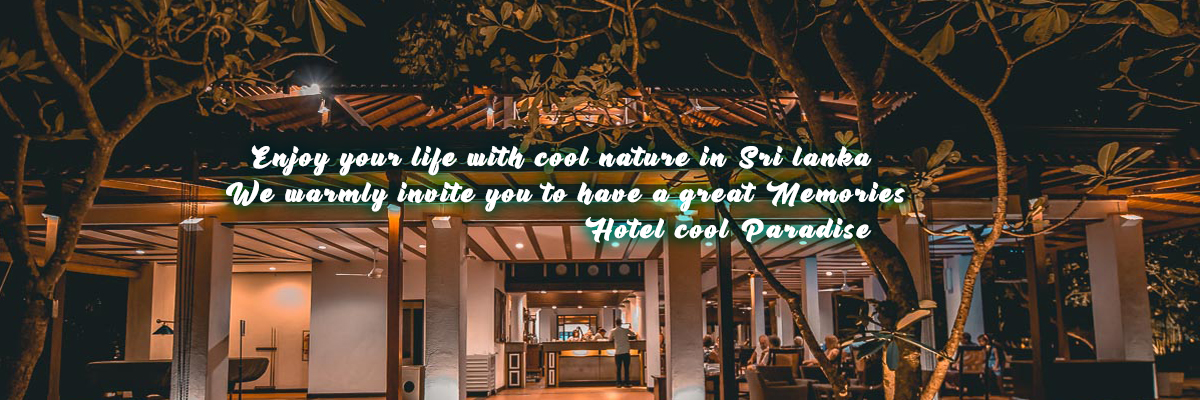 Enjoy your life with cool nature in Sri lanka
We warmly invite you to have a great Memories
Hotel cool Paradise